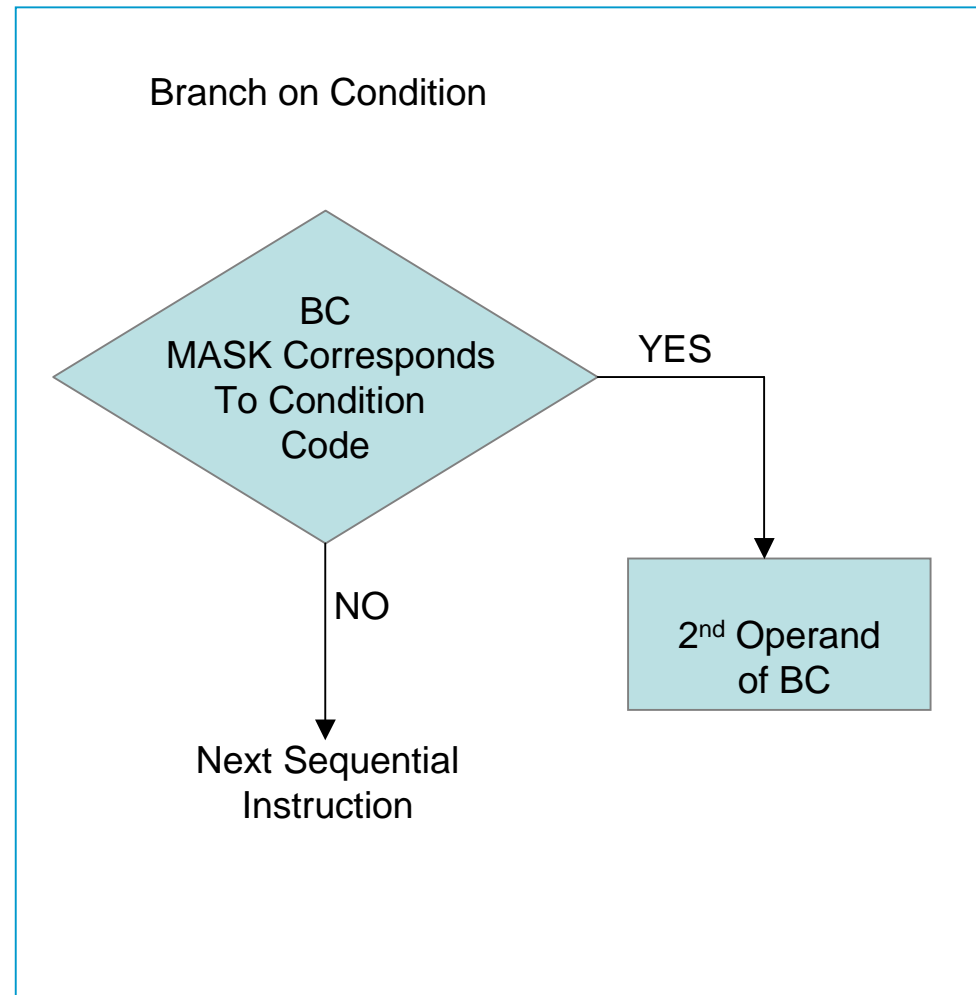 Branch on Condition
BC
MASK Corresponds
To Condition
Code
YES
NO
2nd Operand
of BC
Next Sequential
Instruction